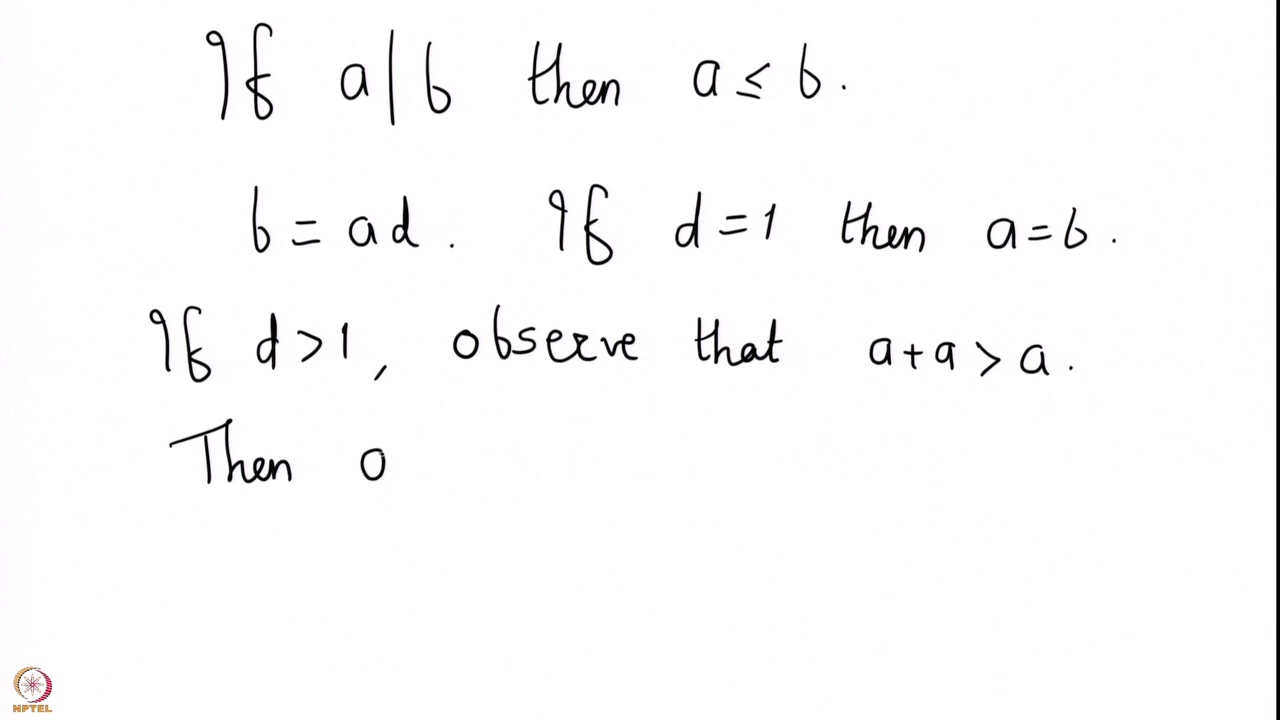 If a|b then a ≤ b.
b = ad. If d = 1 then a = b.
If d > 1, observe that a + a > a.
Then
NPTEL